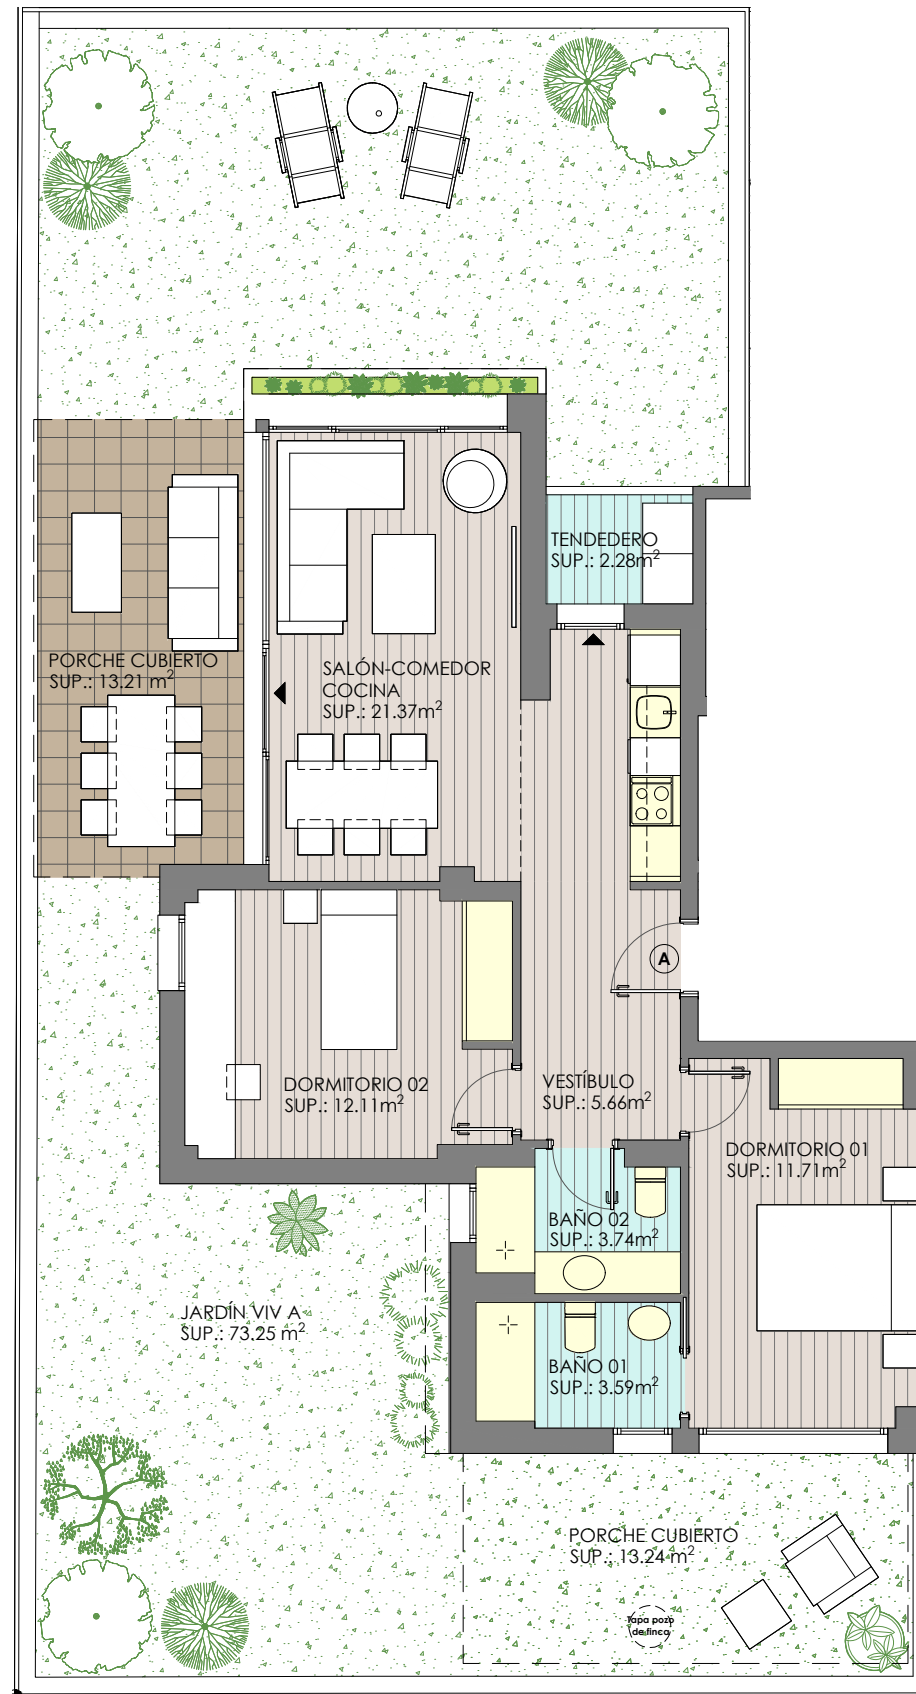 TENDEDERO
SUP.: 2.28m²
PORCHE CUBIERTO
SUP.: 13.21 m²
SALÓN-COMEDOR
COCINA
SUP.: 21.37m²
A
DORMITORIO 02
SUP.: 12.11m²
VESTÍBULO
SUP.: 5.66m²
DORMITORIO 01
SUP.: 11.71m²
BAÑO 02
SUP.: 3.74m²
JARDÍN VIV A
SUP.: 73.25 m²
BAÑO 01
SUP.: 3.59m²
PORCHE CUBIERTO
SUP.: 13.24 m²
Tapa pozo
de finca